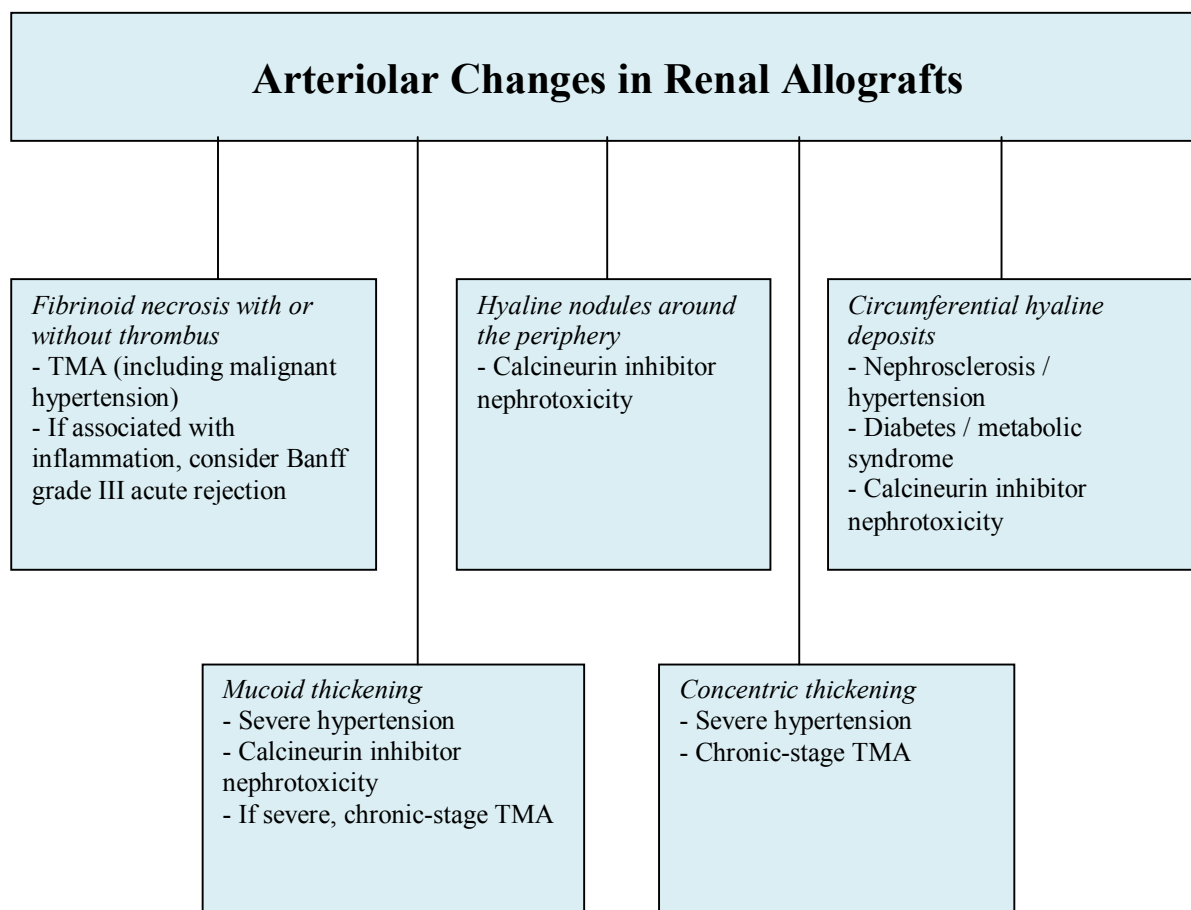 Arteriolar Changes in Renal Allografts
Fibrinoid necrosis with or
without thrombus
- TMA (including malignant
hypertension)
- If associated with
inflammation, consider Banff
grade III acute rejection
Hyaline nodules around
the periphery
- Calcineurin inhibitor
nephrotoxicity
Circumferential hyaline
deposits
- Nephrosclerosis /
hypertension
- Diabetes / metabolic
syndrome
- Calcineurin inhibitor
nephrotoxicity
Mucoid thickening
- Severe hypertension
- Calcineurin inhibitor
nephrotoxicity
- If severe, chronic-stage TMA
Concentric thickening
- Severe hypertension
- Chronic-stage TMA